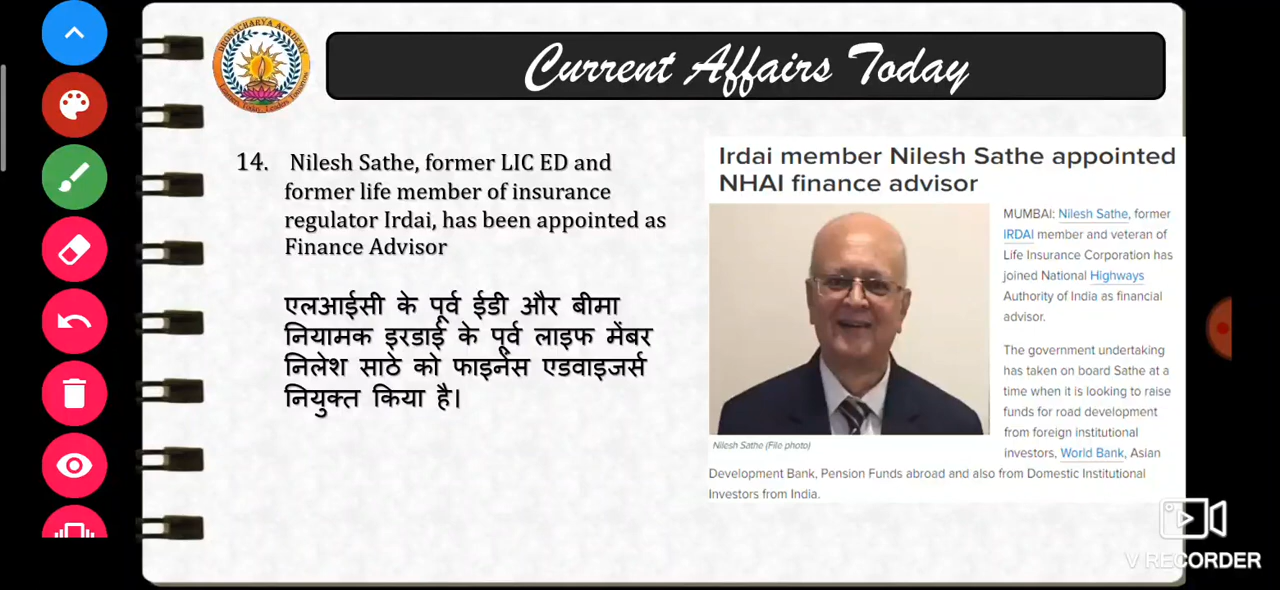 DRONACHARYA ACADEMY
Current Affairs Today
14. Nilesh Sathe, former LIC ED and
former life member of insurance
regulator Irdai, has been appointed as
Finance Advisor
एलआईसी के पूर्व ईडी और बीमा
नियामक इरडाई के पूर्व लाइफ मेंबर
निलेश साठे को फाइनेंस एडवाइजर्स
नियुक्त किया है।
Irdai member Nilesh Sathe appointed
NHAI finance advisor
MUMBAI: Nilesh Sathe, former
IRDAI member and veteran of
Life Insurance Corporation has
joined National Highways
Authority of India as financial
advisor.
The government undertaking
has taken on board Sathe at a
time when it is looking to raise
funds for road development
from foreign institutional
investors, World Bank, Asian
Nilesh Sathe (File photo)
Development Bank, Pension Funds abroad and also from Domestic Institutional
Investors from India.
V RECORDER